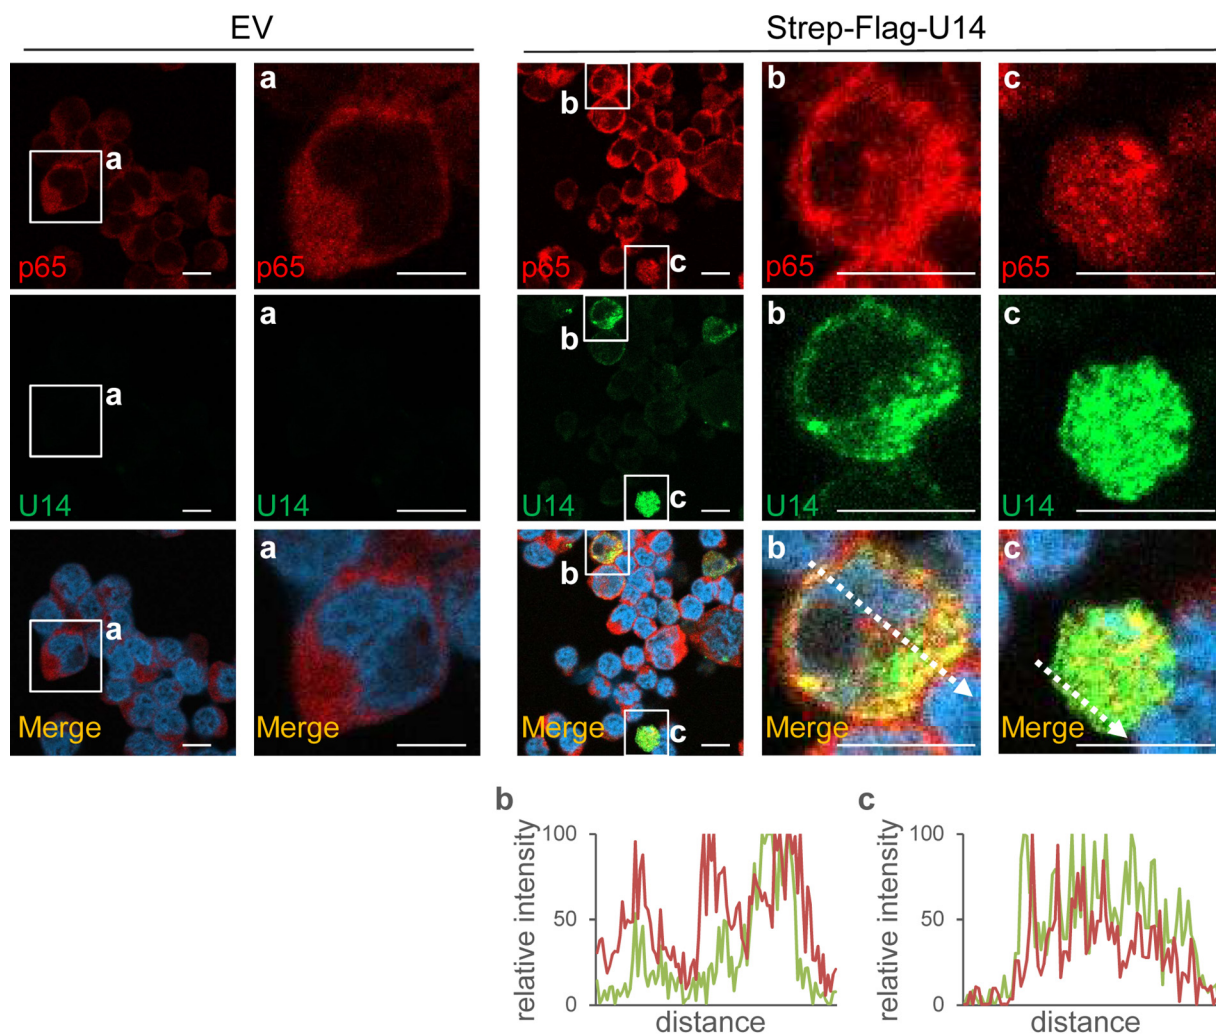 EV
Strep-Flag-U14
a
p65
a
p65
b
c
p65
b
p65
c
p65
a
U14
a
U14
b
c
U14
b
U14
c
U14
a
Merge
a
Merge
b
c
Merge
b
Merge
c
Merge
b
relative intensity
100
50
0
distance
c
relative intensity
100
50
0
distance